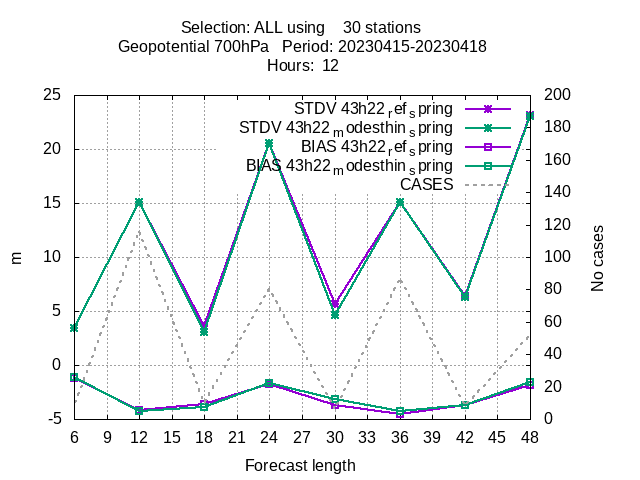 Selection: ALL using    30 stations
Geopotential 700hPa   Period: 20230415-20230418
Hours:  12
25
20
15
10
5
0
-5
m
200
180
160
140
120
100
80
60
40
20
0
No cases
STDV 43h22_ref_spring
STDV 43h22_modesthin_spring
BIAS 43h22_ref_spring
BIAS 43h22_modesthin_spring
CASES
6 9 12 15 18 21 24 27 30 33 36 39 42 45 48
Forecast length